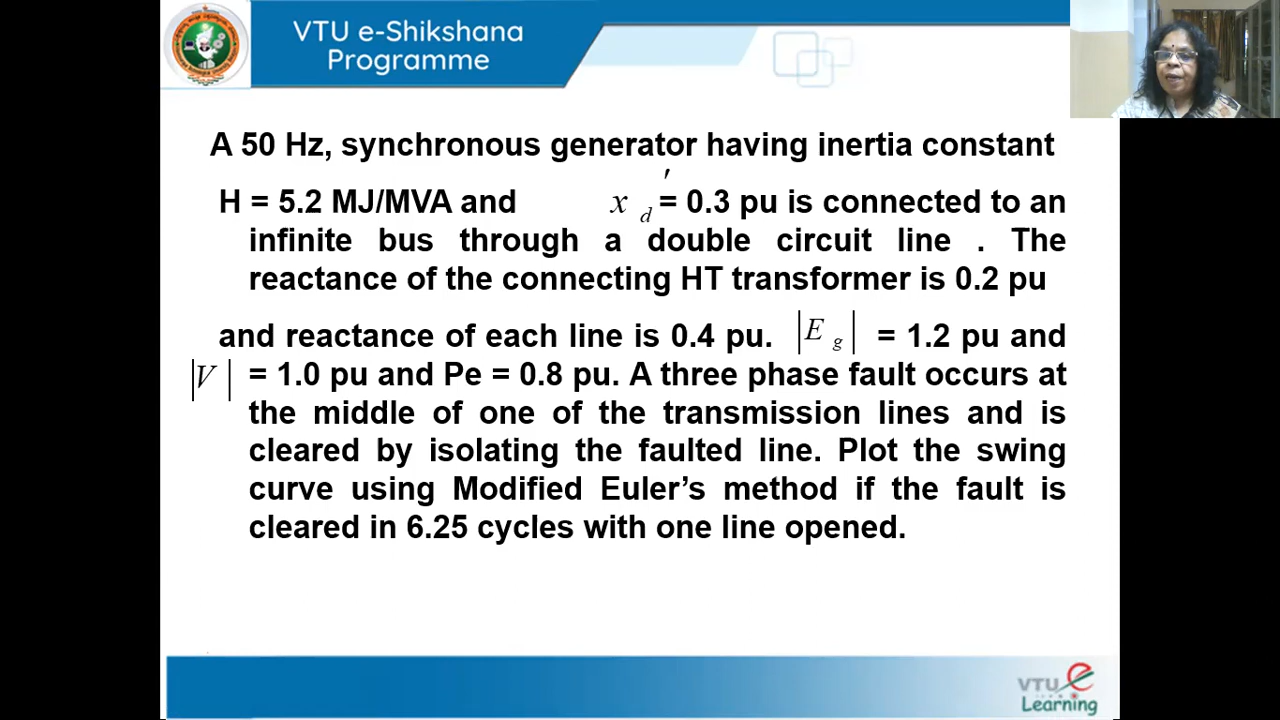 VTU e-Shikshana
Programme
A 50 Hz, synchronous generator having inertia constant
H = 5.2 MJ/MVA and x′d = 0.3 pu is connected to an
infinite bus through a double circuit line . The
reactance of the connecting HT transformer is 0.2 pu
and reactance of each line is 0.4 pu. |Eg| = 1.2 pu and
|V| = 1.0 pu and Pe = 0.8 pu. A three phase fault occurs at
the middle of one of the transmission lines and is
cleared by isolating the faulted line. Plot the swing
curve using Modified Euler’s method if the fault is
cleared in 6.25 cycles with one line opened.
VTU e
Learning